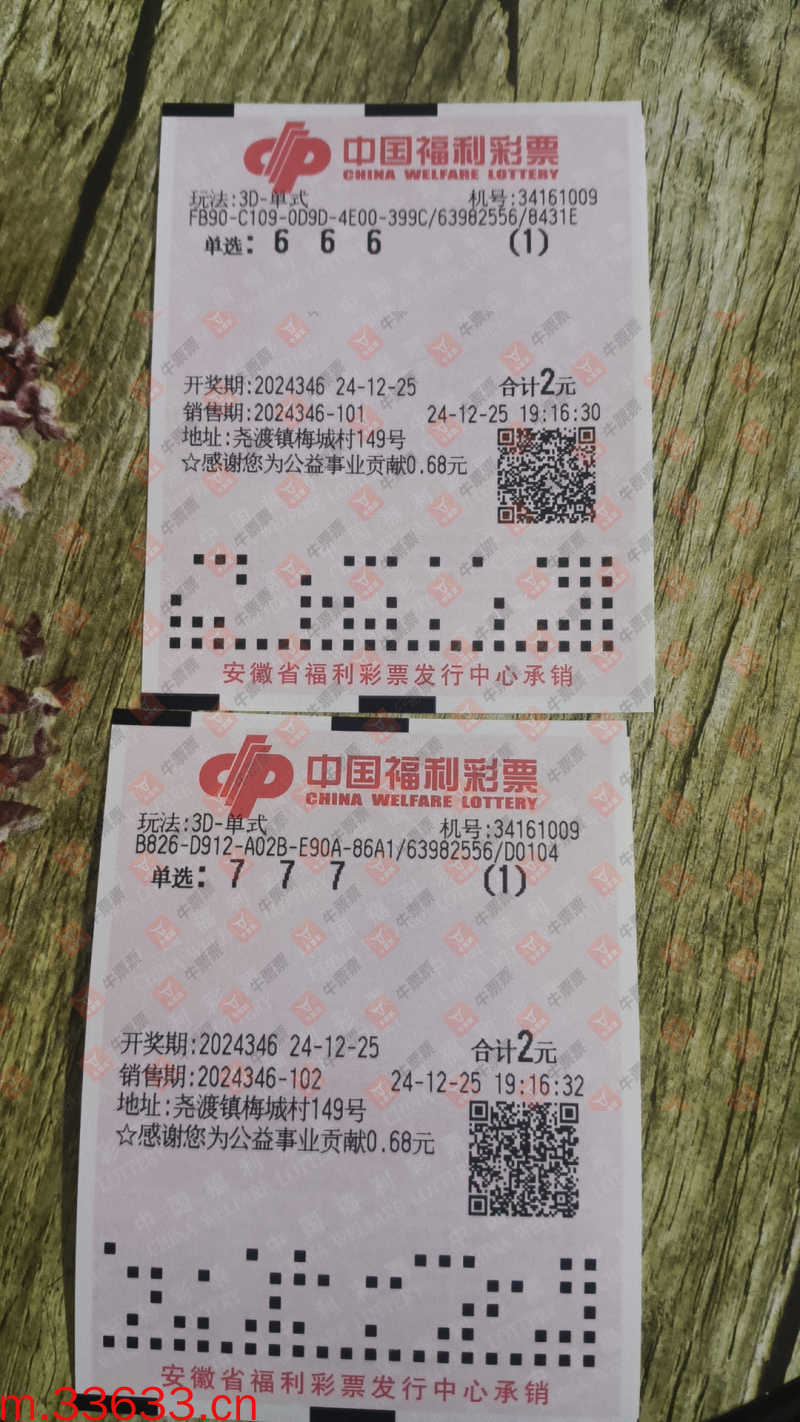 中国福利彩票
CHINA WELFARE LOTTERY
玩法:3D-单式 机号:34161009
FB90-C109-0D9D-4E00-399C/63982556/8431E
单选: 6 6 6 (1)
开奖期:2024346 24-12-25 合计2元
销售期:2024346-101 24-12-25 19:16:30
地址:尧渡镇梅城村149号
☆感谢您为公益事业贡献0.68元
安徽省福利彩票发行中心承销
中国福利彩票
CHINA WELFARE LOTTERY
玩法:3D-单式 机号:34161009
B826-D912-A02B-E90A-86A1/63982556/D0104
单选: 7 7 7 (1)
开奖期:2024346 24-12-25 合计2元
销售期:2024346-102 24-12-25 19:16:32
地址:尧渡镇梅城村149号
☆感谢您为公益事业贡献0.68元
安徽省福利彩票发行中心承销
牛票票
m.33633.cn